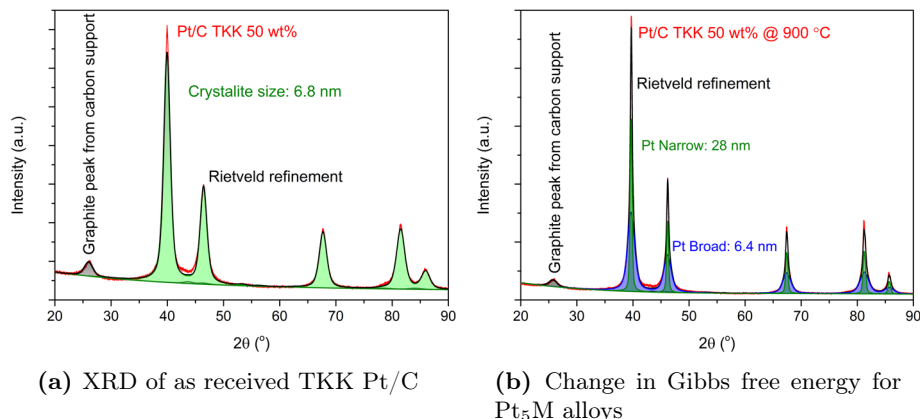 Intensity (a.u.)
Graphite peak from carbon support
Pt/C TKK 50 wt%
Crystalite size: 6.8 nm
Rietveld refinement
20 30 40 50 60 70 80 90
2θ (°)
(a) XRD of as received TKK Pt/C
Intensity (a.u.)
Graphite peak from carbon support
Pt/C TKK 50 wt% @ 900 °C
Rietveld refinement
Pt Narrow: 28 nm
Pt Broad: 6.4 nm
20 30 40 50 60 70 80 90
2θ (°)
(b) Change in Gibbs free energy for
Pt₅M alloys